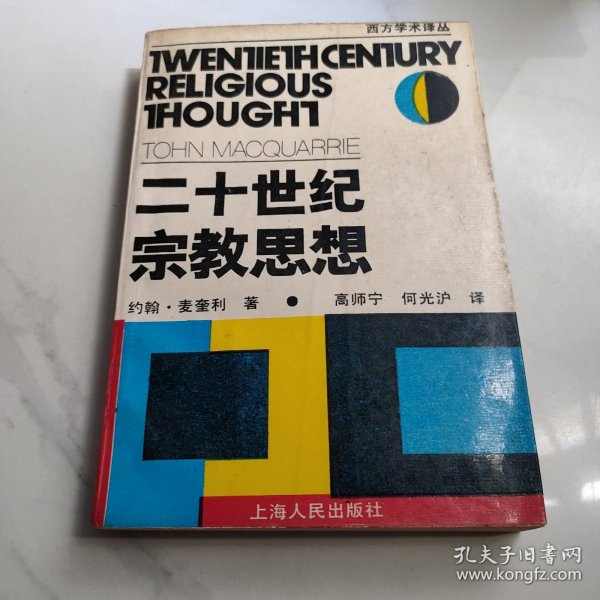 西方学术译丛
TWENTIETH CENTURY
RELIGIOUS
THOUGHT
TOHN MACQUARRIE
二十世纪
宗教思想
约翰·麦奎利 著 ● 高师宁 何光沪 译
上海人民出版社
孔夫子旧书网
www.kongfz.com